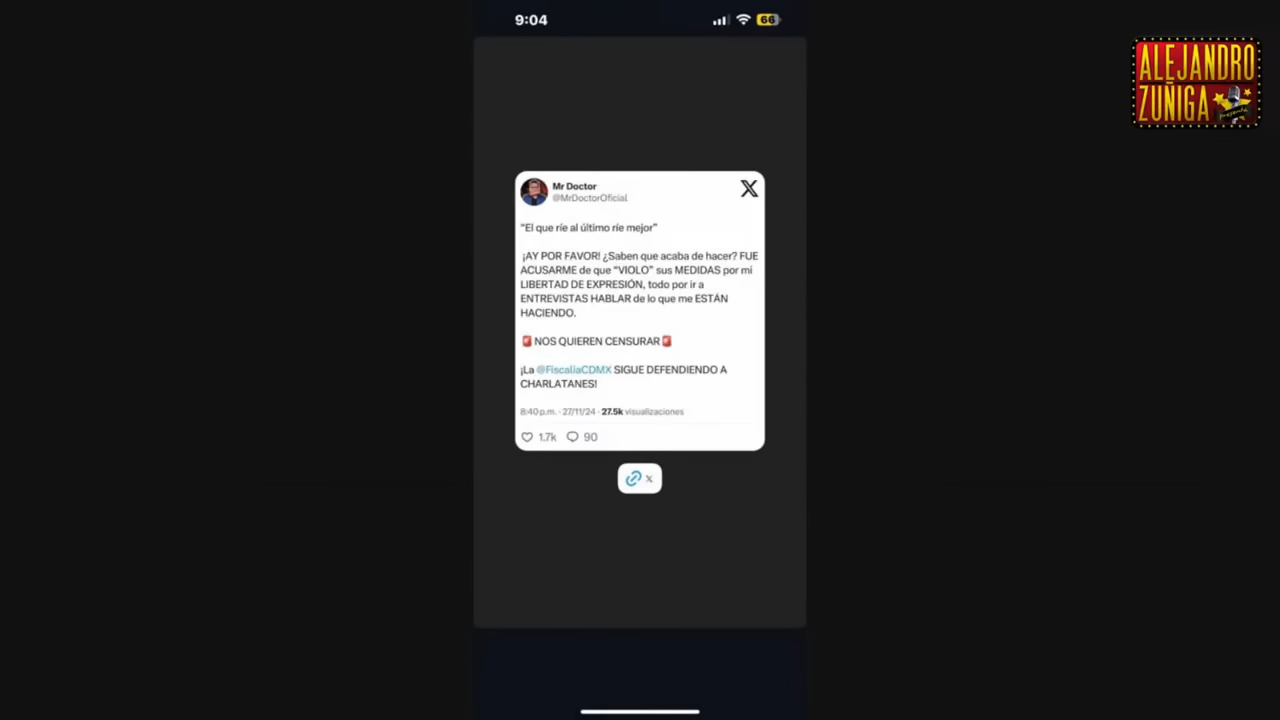 9:04
66
ALEJANDRO
ZUÑIGA
presenta
Mr Doctor
@MrDoctorOficial
X
"El que ríe al último ríe mejor"
¡AY POR FAVOR! ¿Saben que acaba de hacer? FUE
ACUSARME de que "VIOLO" sus MEDIDAS por mi
LIBERTAD DE EXPRESIÓN, todo por ir a
ENTREVISTAS HABLAR de lo que me ESTÁN
HACIENDO.
🚨 NOS QUIEREN CENSURAR🚨
¡La @FiscaliaCDMX SIGUE DEFENDIENDO A
CHARLATANES!
8:40 p.m. · 27/11/24 · 27.5k visualizaciones
1.7k 90
X